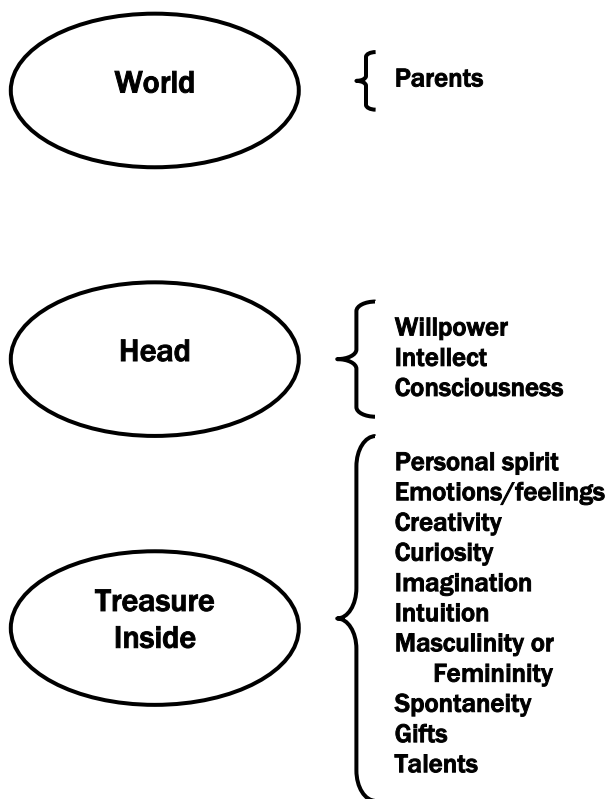 World
Parents
Head
Willpower
Intellect
Consciousness
Treasure
Inside
Personal spirit
Emotions/feelings
Creativity
Curiosity
Imagination
Intuition
Masculinity or
Femininity
Spontaneity
Gifts
Talents